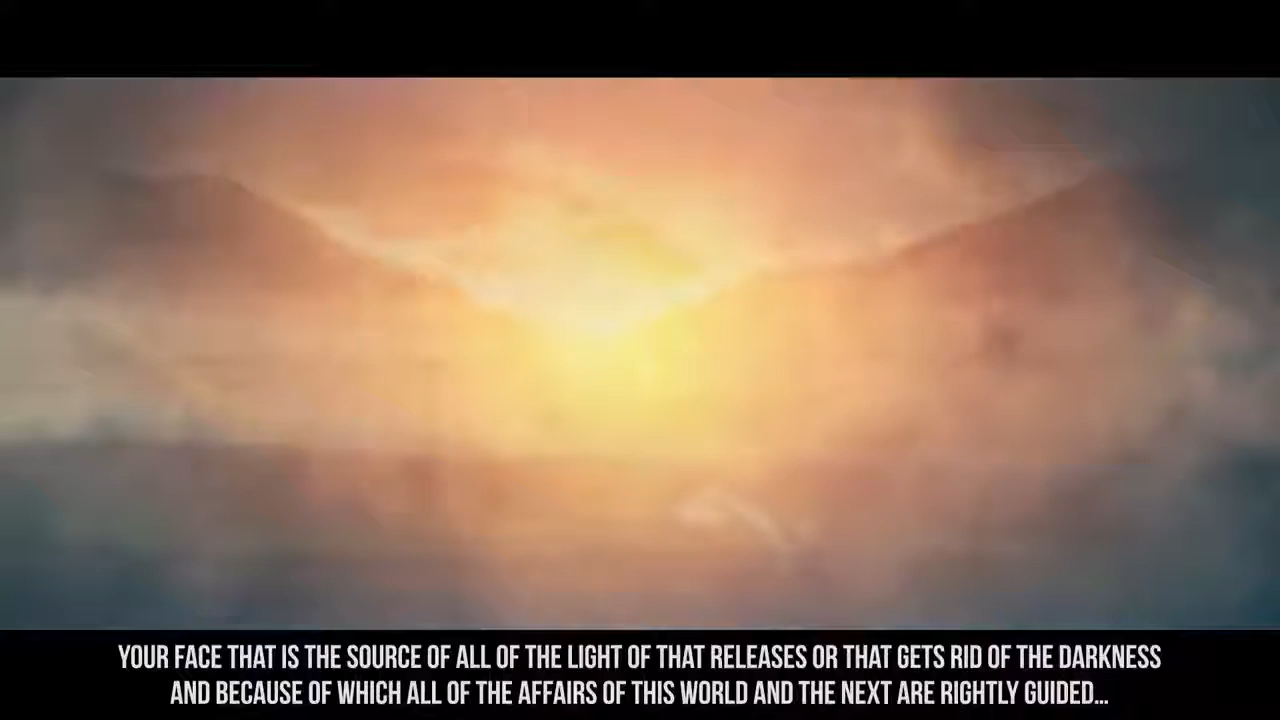 YOUR FACE THAT IS THE SOURCE OF ALL OF THE LIGHT OF THAT RELEASES OR THAT GETS RID OF THE DARKNESS
AND BECAUSE OF WHICH ALL OF THE AFFAIRS OF THIS WORLD AND THE NEXT ARE RIGHTLY GUIDED...